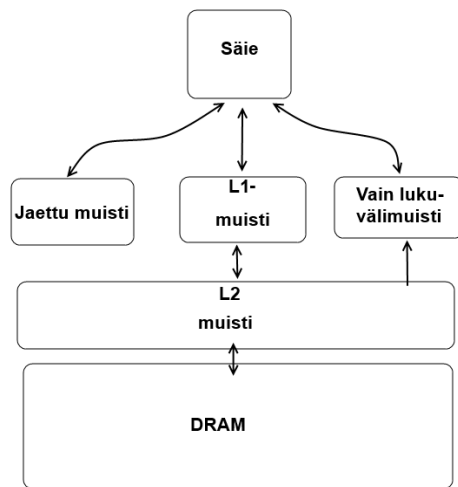 Säie
Jaettu muisti
L1-
muisti
Vain luku-
välimuisti
L2
muisti
DRAM